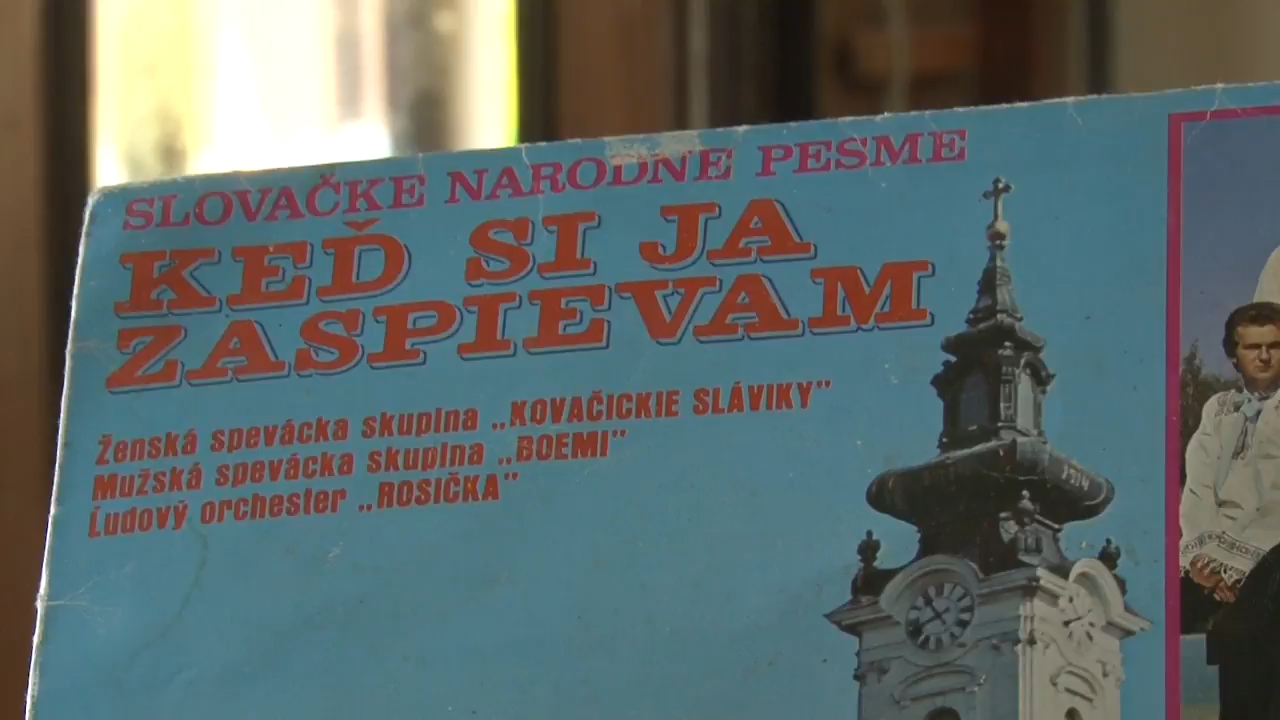 SLOVAČKE NARODNE PESME
KEĎ SI JA
ZASPIEVAM
Ženská spevácka skupina „KOVAČICKIE SLÁVIKY"
Mužská spevácka skupina „BOEMI"
Ľudový orchester „ROSIČKA"